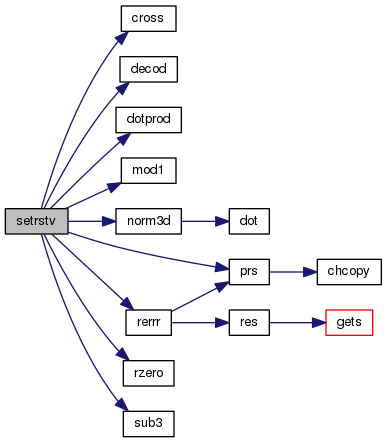 cross
decod
dotprod
mod1
setrstv
norm3d
dot
prs
chcopy
rerrr
res
gets
rzero
sub3